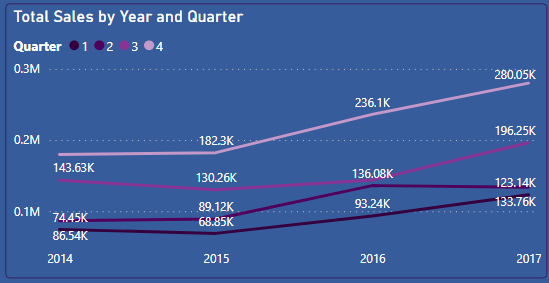 Total Sales by Year and Quarter
Quarter 1 2 3 4
0.3M
280.05K
236.1K
196.25K
0.2M
182.3K
143.63K
130.26K
136.08K
123.14K
0.1M
74.45K
89.12K
93.24K
133.76K
86.54K
68.85K
2014 2015 2016 2017